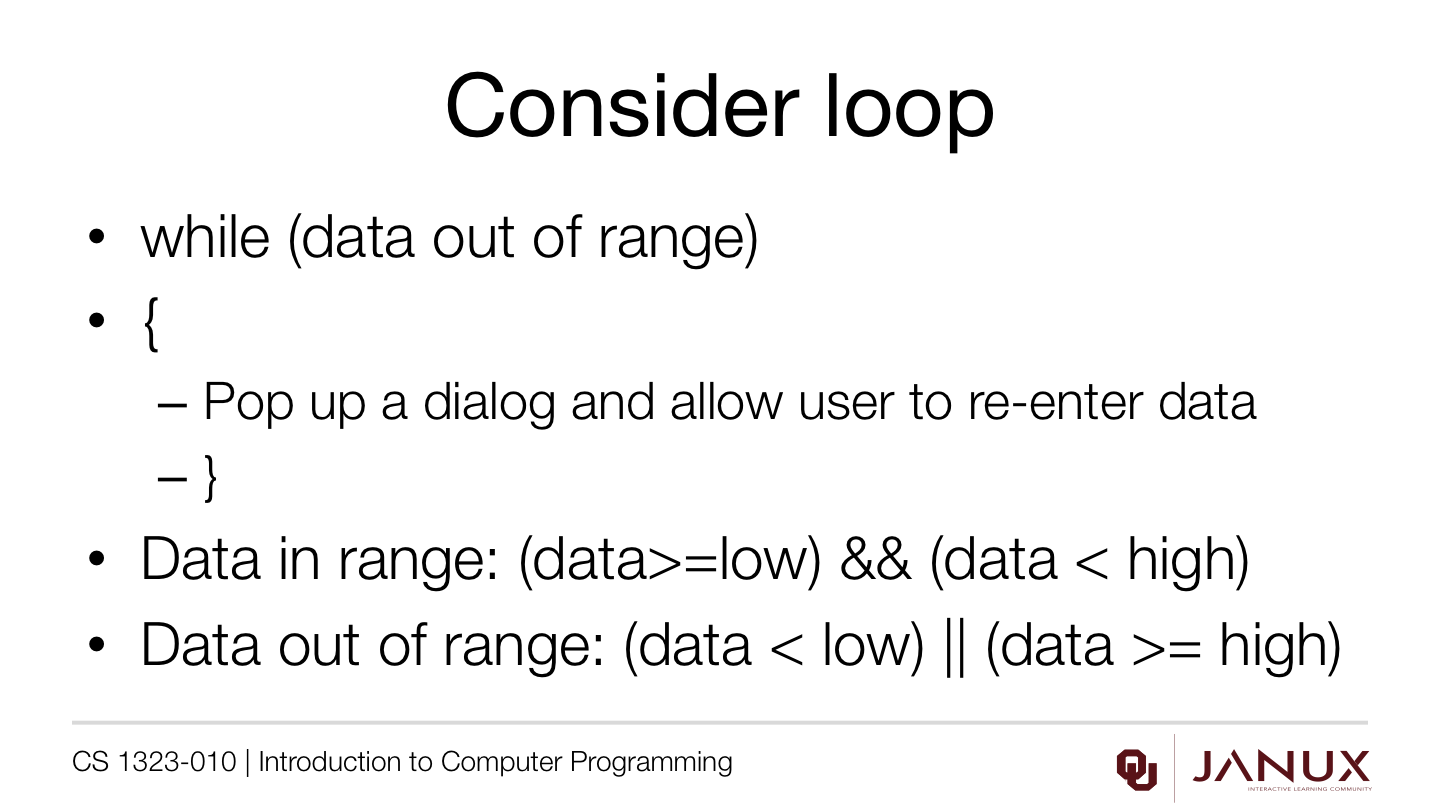 Consider loop
• while (data out of range)
• {
– Pop up a dialog and allow user to re-enter data
– }
• Data in range: (data>=low) && (data < high)
• Data out of range: (data < low) || (data >= high)
CS 1323-010 | Introduction to Computer Programming
OU
JANUX
INTERACTIVE LEARNING COMMUNITY